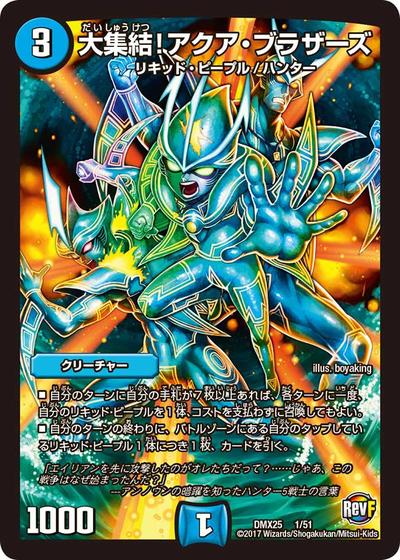 3
だいしゅうけつ
大集結!アクア・ブラザーズ
リキッド・ピープル/ハンター
illus. boyaking
クリーチャー
■自分のターンに自分の手札が7枚以上あれば、各ターンに一度、
自分のリキッド・ピープルを1体、コストを支払わずに召喚してもよい。
■自分のターンの終わりに、バトルゾーンにある自分のタップしてい
るリキッド・ピープル1体につき1枚、カードを引く。
「エイリアンを先に攻撃したのがオレたちだって?……じゃあ、この
戦争はなぜ始まったんだ?」
---アンノウンの暗躍を知ったハンター5戦士の言葉
RevF
1000
1
DMX25 1/51
©2017 Wizards/Shogakukan/Mitsui-Kids